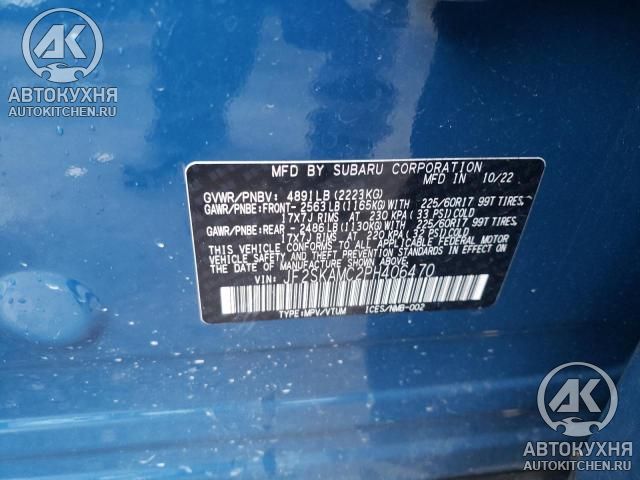 АК
АВТОКУХНЯ
AUTOKITCHEN.RU
MFD BY SUBARU CORPORATION
MFD IN 10/22
GVWR/PNBV: 4891LB (2223KG)
GAWR/PNBE:FRONT- 2563LB (1165KG) WITH 225/60R17 99T TIRES,
17X7J RIMS AT 230 KPA (33 PSI) COLD
GAWR/PNBE:REAR - 2486LB (1130KG) WITH 225/60R17 99T TIRES,
17X7J RIMS AT 220 KPA (33 PSI) COLD
THIS VEHICLE CONFORMS TO ALL APPLICABLE FEDERAL MOTOR
VEHICLE SAFETY AND THEFT PREVENTION STANDARDS IN EFFECT
ON THE DATE OF MANUFACTURE SHOWN ABOVE.
VIN: JF2SKAMC2PH406470
TYPE:MPV/VTUM ICES/NMB-002
АК
АВТОКУХНЯ
AUTOKITCHEN.RU